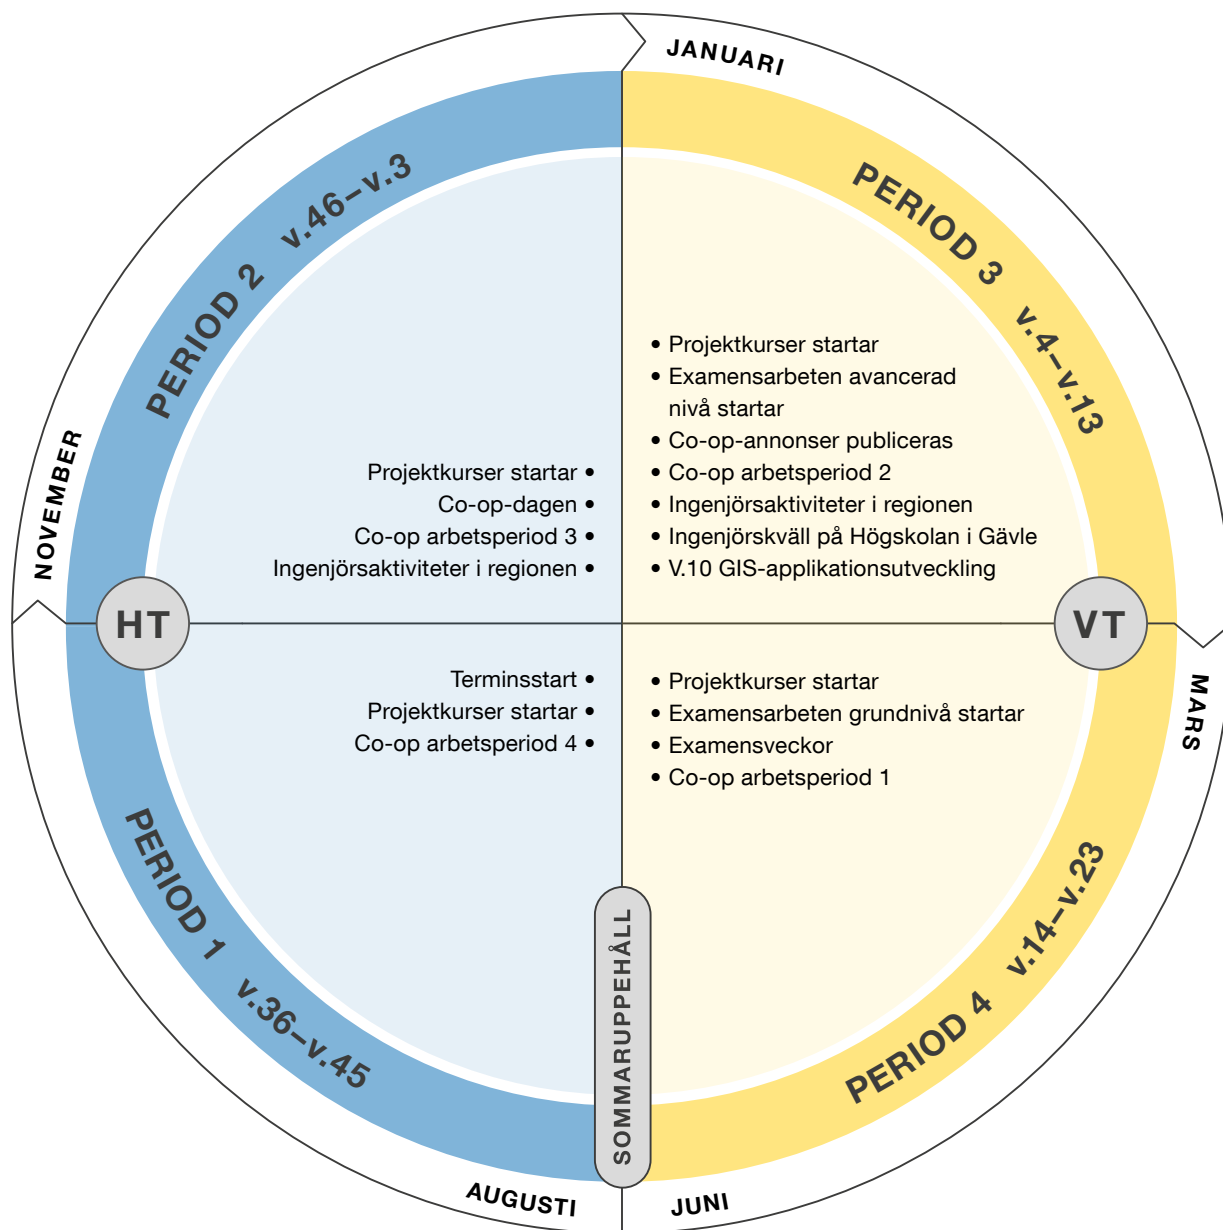 JANUARI
PERIOD 2 v.46–v.3
PERIOD 3 v.4–v.13
• Projektkurser startar
• Examensarbeten avancerad
nivå startar
• Co-op-annonser publiceras
• Co-op arbetsperiod 2
• Ingenjörsaktiviteter i regionen
• Ingenjörskväll på Högskolan i Gävle
• V.10 GIS-applikationsutveckling
Projektkurser startar •
Co-op-dagen •
Co-op arbetsperiod 3 •
Ingenjörsaktiviteter i regionen •
NOVEMBER
HT
VT
MARS
Terminsstart •
Projektkurser startar •
Co-op arbetsperiod 4 •
• Projektkurser startar
• Examensarbeten grundnivå startar
• Examensveckor
• Co-op arbetsperiod 1
PERIOD 1 v.36–v.45
PERIOD 4 v.14–v.23
SOMMARUPPEHÅLL
AUGUSTI
JUNI